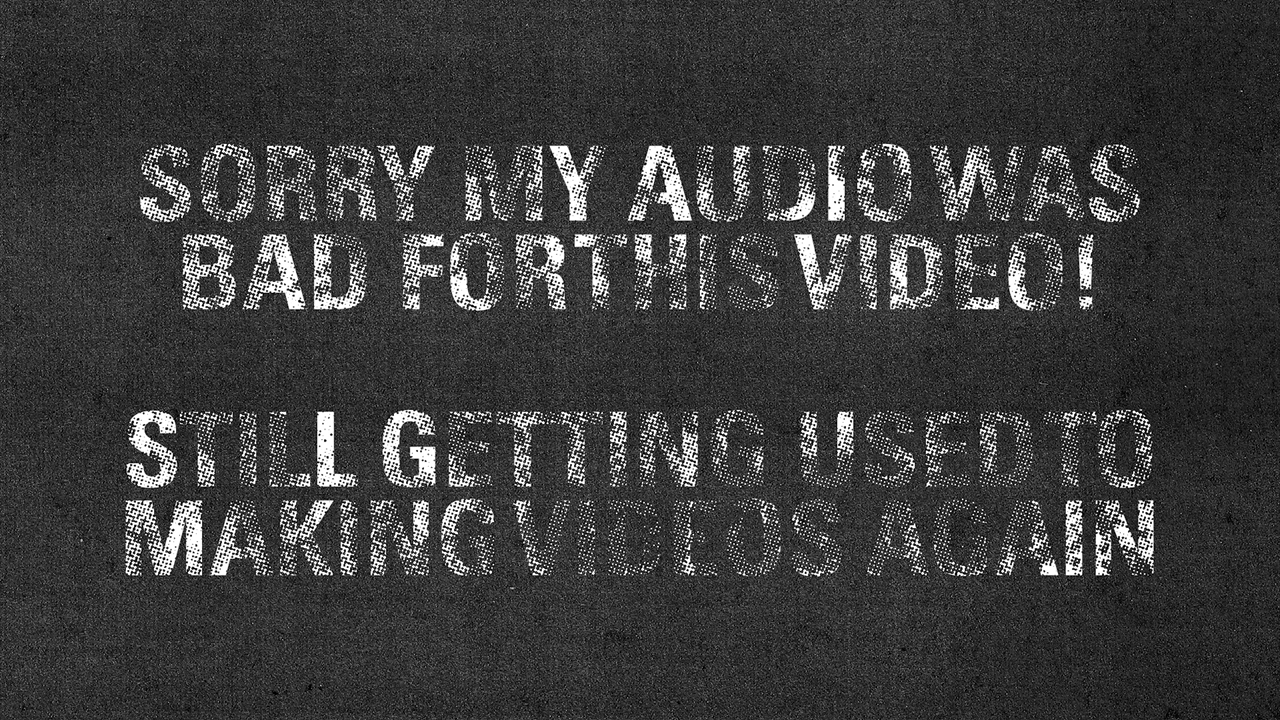 SORRY MY AUDIO WAS
BAD FOR THIS VIDEO!
STILL GETTING USED TO
MAKING VIDEOS AGAIN